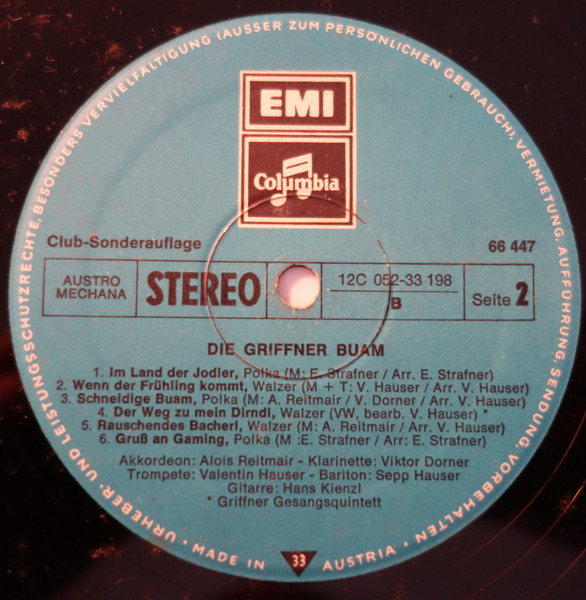 URHEBER- UND LEISTUNGSSCHUTZRECHTE, BESONDERS VERVIELFÄLTIGUNG (AUSSER ZUM PERSÖNLICHEN GEBRAUCH), VERMIETUNG, AUFFÜHRUNG, SENDUNG, VORBEHALTEN
EMI
Columbia
Club-Sonderauflage
66 447
AUSTRO
MECHANA
STEREO
12C 052-33 198
B
Seite 2
DIE GRIFFNER BUAM
1. Im Land der Jodler, Polka (M: E. Strafner / Arr. E. Strafner)
2. Wenn der Frühling kommt, Walzer (M + T: V. Hauser / Arr. V. Hauser)
3. Schneidige Buam, Polka (M: A. Reitmair / V. Dorner / Arr. V. Hauser)
4. Der Weg zu mein Dirndl, Walzer (VW, bearb. V. Hauser) *
5. Rauschendes Bacherl, Walzer (M: A. Reitmair / Arr. V. Hauser)
6. Gruß an Gaming, Polka (M :E. Strafner / Arr: E. Strafner)
Akkordeon: Alois Reitmair - Klarinette: Viktor Dorner
Trompete: Valentin Hauser - Bariton: Sepp Hauser
Gitarre: Hans Kienzl
* Griffner Gesangsquintett
• MADE IN 33 AUSTRIA •